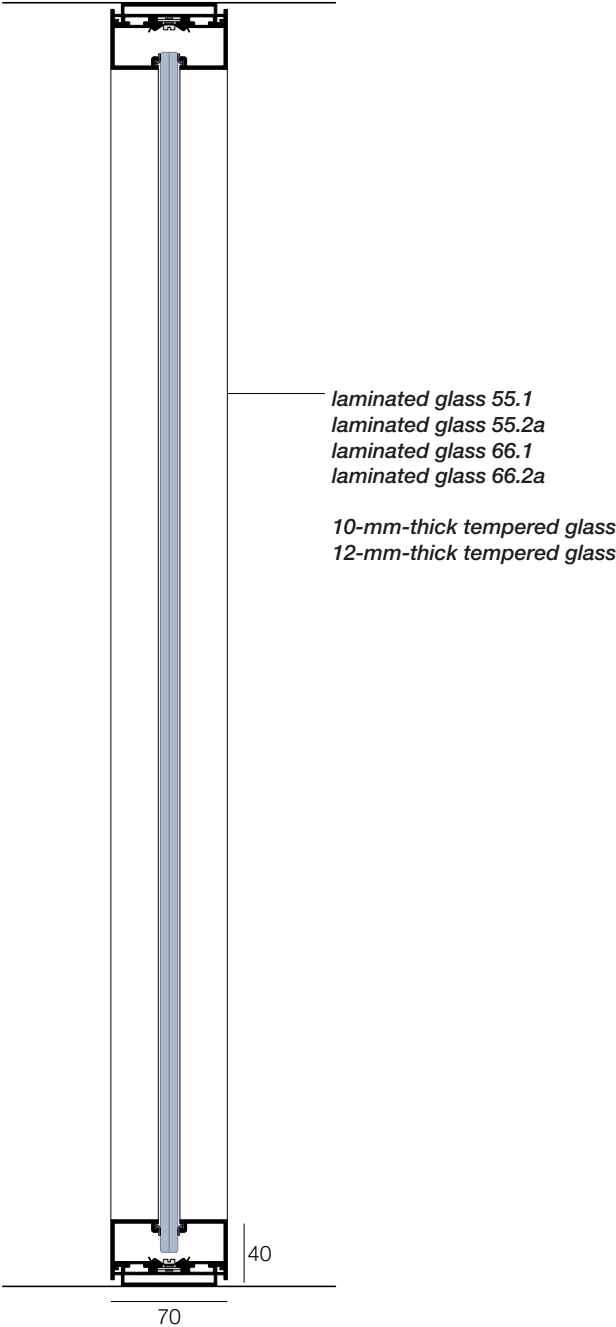 laminated glass 55.1
laminated glass 55.2a
laminated glass 66.1
laminated glass 66.2a
10-mm-thick tempered glass
12-mm-thick tempered glass
40
70